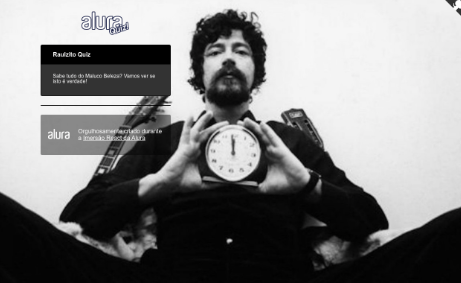 alura
quiz
Raulzito Quiz
Sabe tudo do Maluco Beleza? Vamos ver se
isto é verdade!
alura
Orgulhosamente criado durante
a Imersão React da Alura